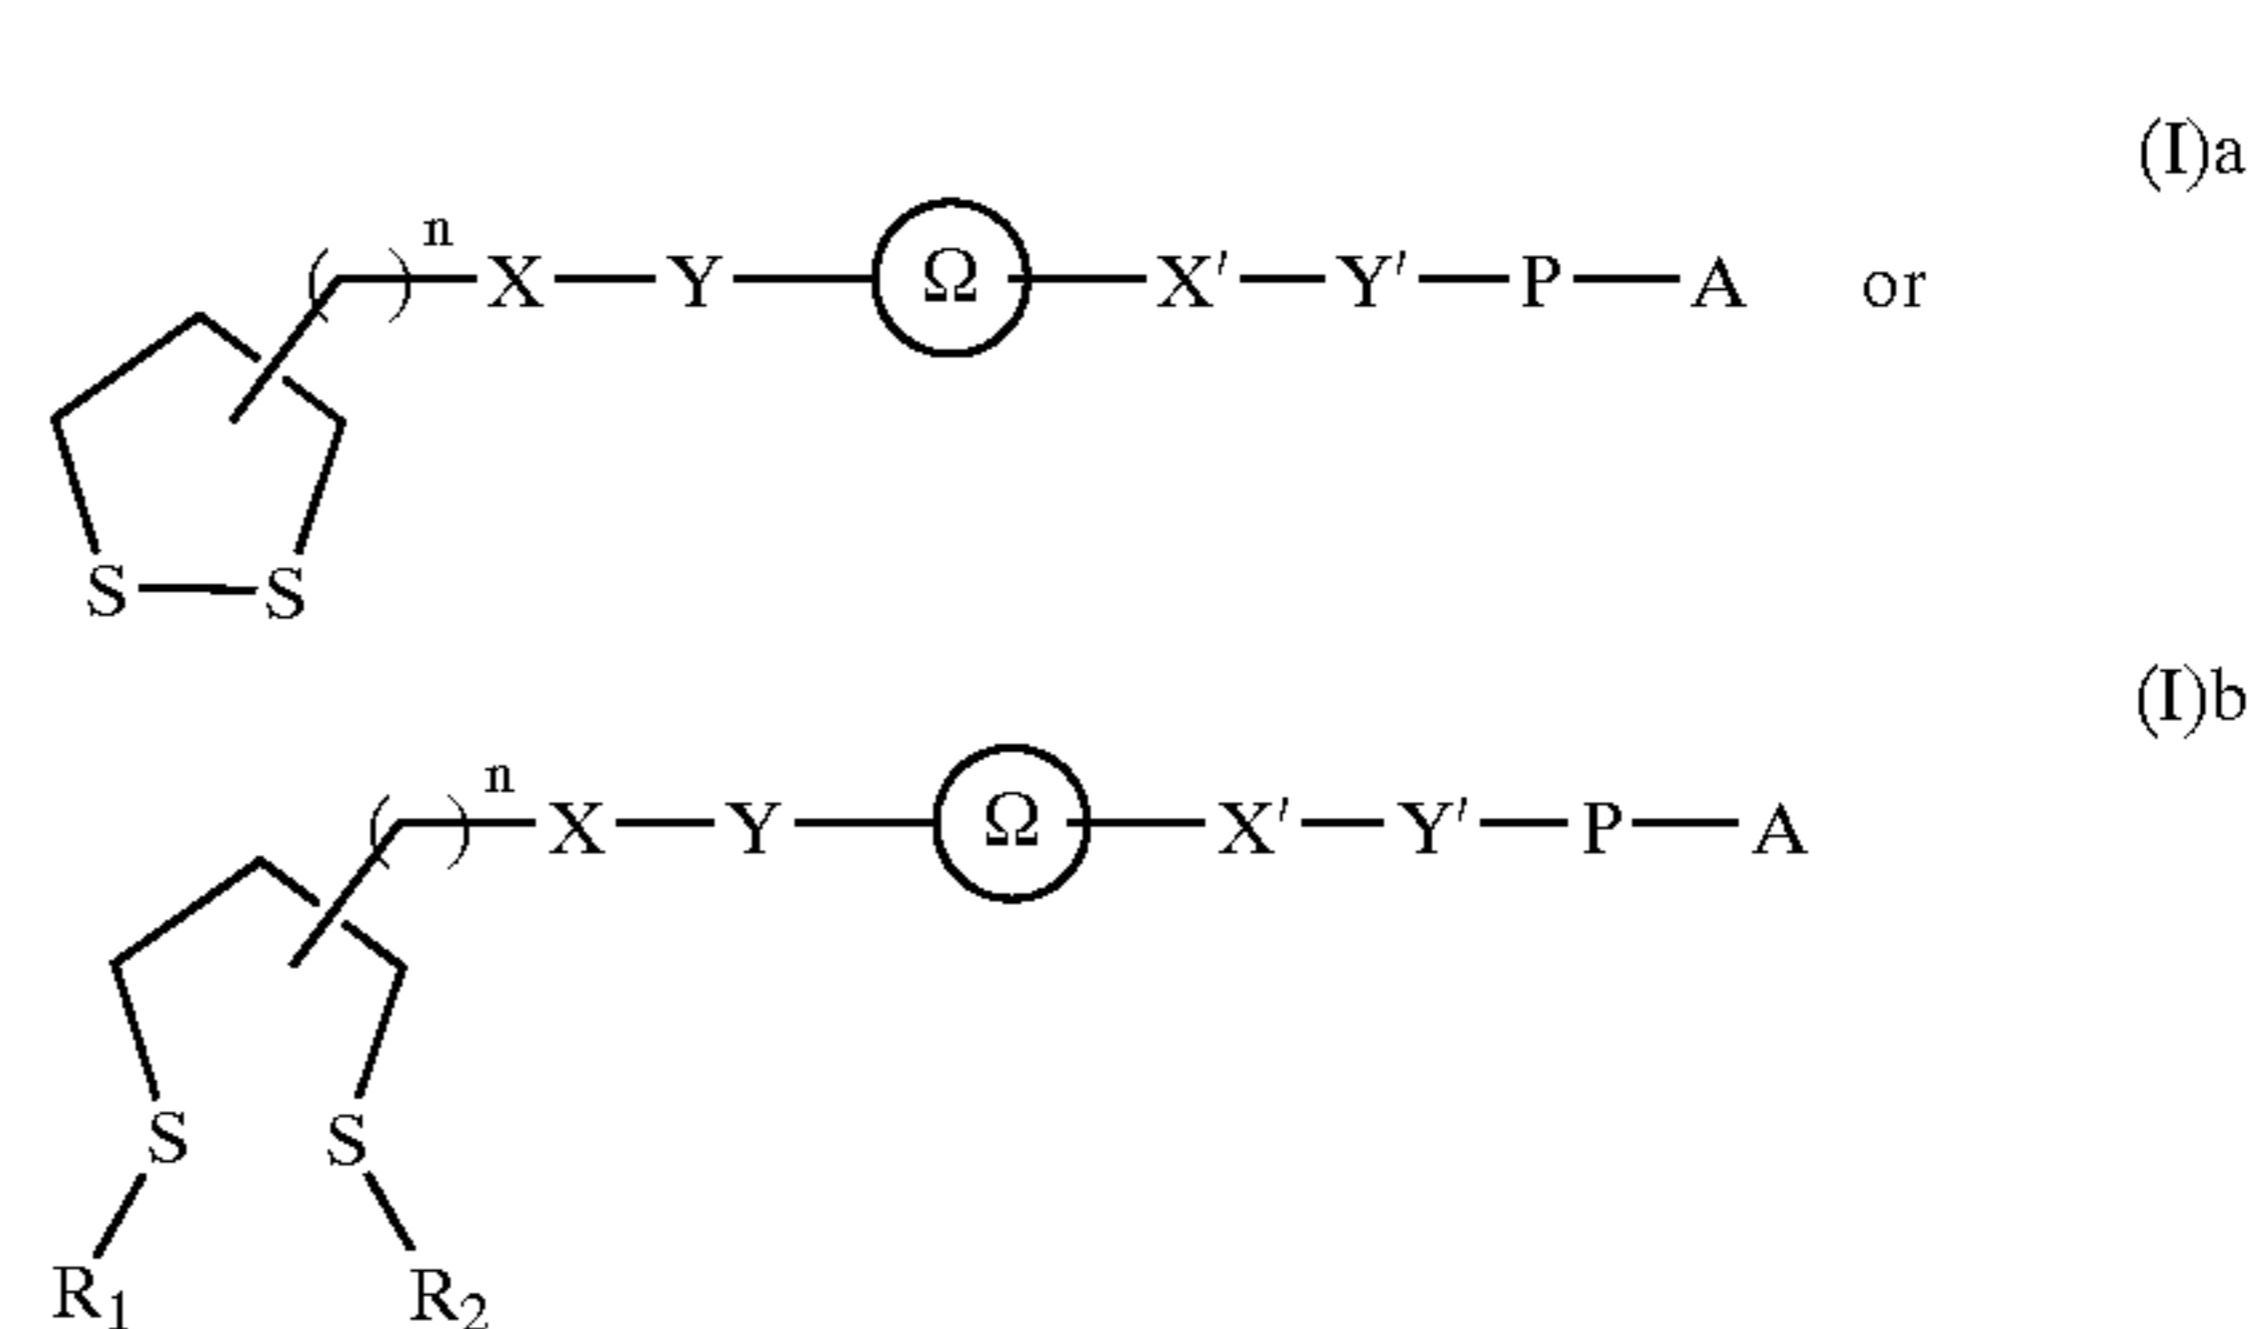 (I)a
( )n X Y Ω X' Y' P A or
S S
(I)b
( )n X Y Ω X' Y' P A
S S
R1 R2